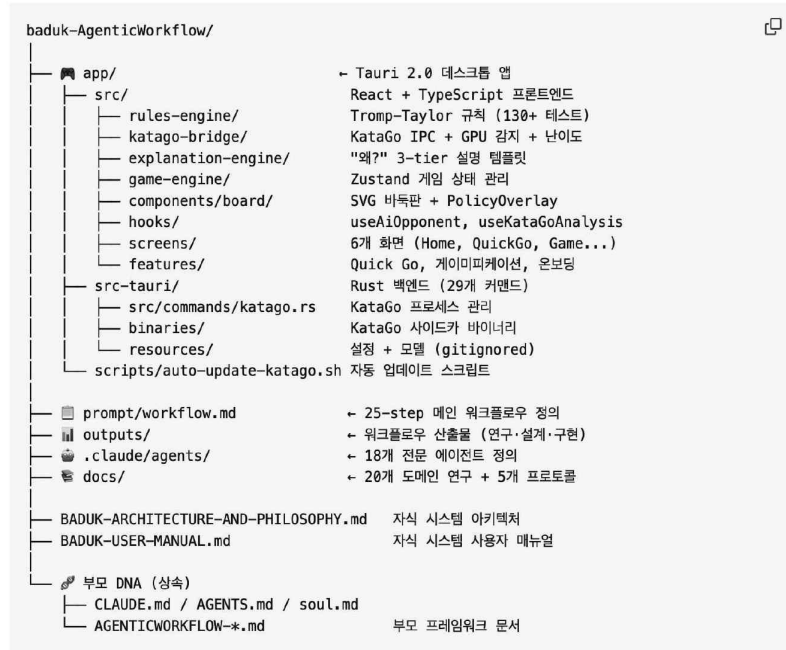 baduk-AgenticWorkflow/
│
├── 🎮 app/                          ← Tauri 2.0 데스크톱 앱
│   ├── src/                         React + TypeScript 프론트엔드
│   │   ├── rules-engine/            Tromp-Taylor 규칙 (130+ 테스트)
│   │   ├── katago-bridge/           KataGo IPC + GPU 감지 + 난이도
│   │   ├── explanation-engine/      "왜?" 3-tier 설명 템플릿
│   │   ├── game-engine/             Zustand 게임 상태 관리
│   │   ├── components/board/        SVG 바둑판 + PolicyOverlay
│   │   ├── hooks/                   useAiOpponent, useKataGoAnalysis
│   │   ├── screens/                 6개 화면 (Home, QuickGo, Game...)
│   │   └── features/                Quick Go, 게이미피케이션, 온보딩
│   ├── src-tauri/                   Rust 백엔드 (29개 커맨드)
│   │   ├── src/commands/katago.rs   KataGo 프로세스 관리
│   │   ├── binaries/                KataGo 사이드카 바이너리
│   │   └── resources/               설정 + 모델 (gitignored)
│   └── scripts/auto-update-katago.sh 자동 업데이트 스크립트
│
├── 📋 prompt/workflow.md            ← 25-step 메인 워크플로우 정의
├── 📊 outputs/                      ← 워크플로우 산출물 (연구·설계·구현)
├── 🤖 .claude/agents/               ← 18개 전문 에이전트 정의
├── 📚 docs/                         ← 20개 도메인 연구 + 5개 프로토콜
│
├── BADUK-ARCHITECTURE-AND-PHILOSOPHY.md   자식 시스템 아키텍처
├── BADUK-USER-MANUAL.md                   자식 시스템 사용자 매뉴얼
│
└── 🧬 부모 DNA (상속)
    ├── CLAUDE.md / AGENTS.md / soul.md
    └── AGENTICWORKFLOW-*.md               부모 프레임워크 문서